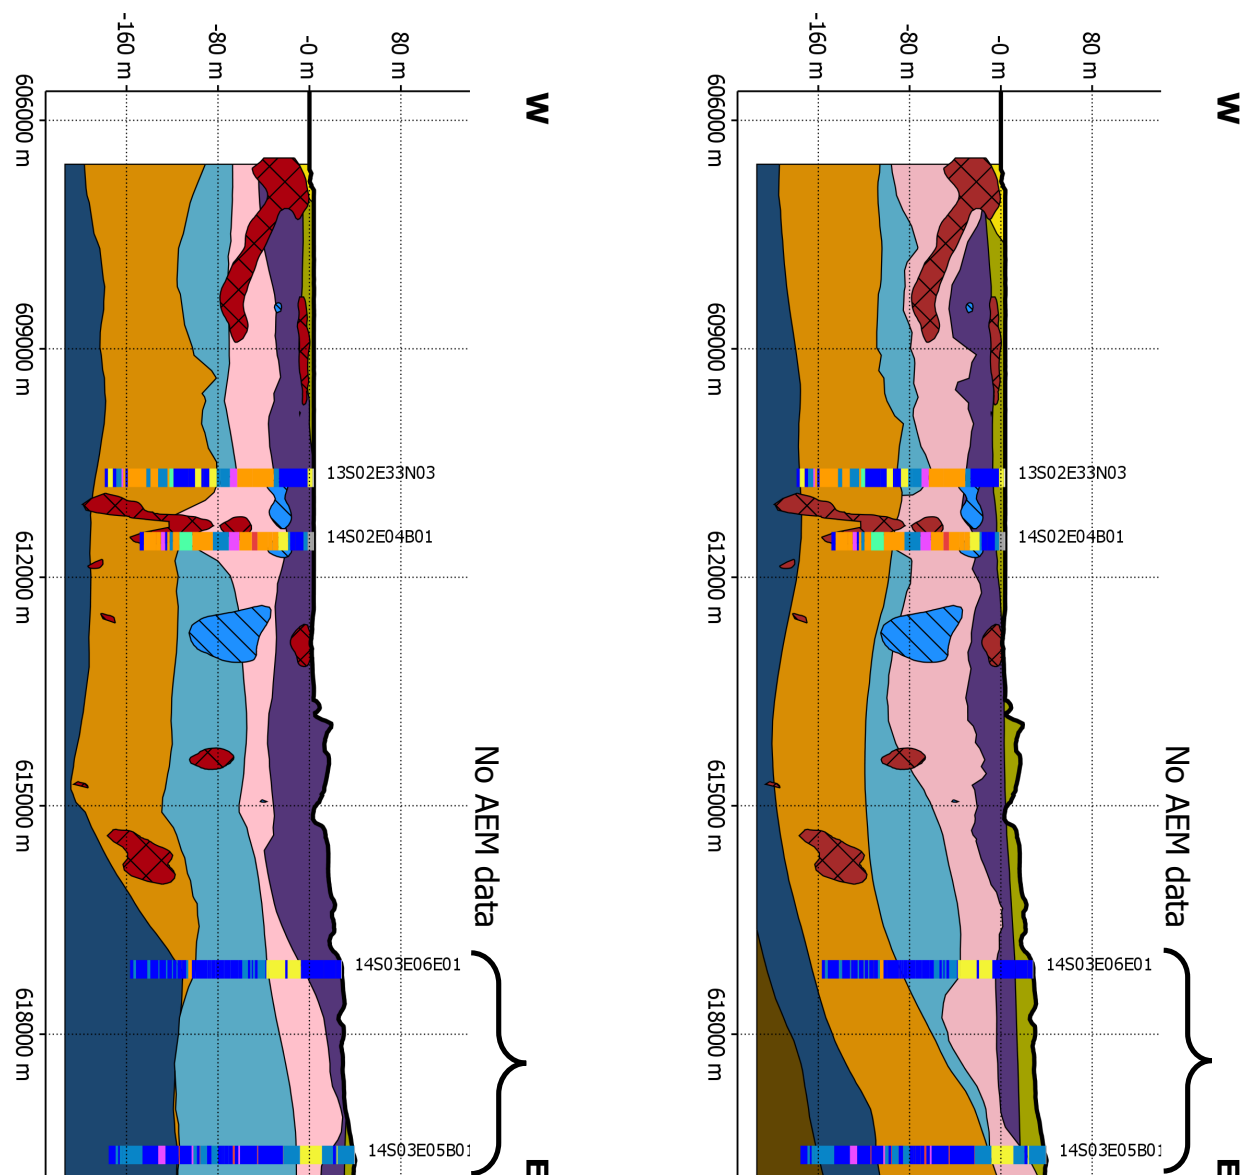 W
-160 m
-80 m
-0 m
80 m
606000 m
609000 m
612000 m
615000 m
618000 m
13S02E33N03
14S02E04B01
No AEM data
14S03E06E01
14S03E05B01
E
W
-160 m
-80 m
-0 m
80 m
606000 m
609000 m
612000 m
615000 m
618000 m
13S02E33N03
14S02E04B01
No AEM data
14S03E06E01
14S03E05B01
E